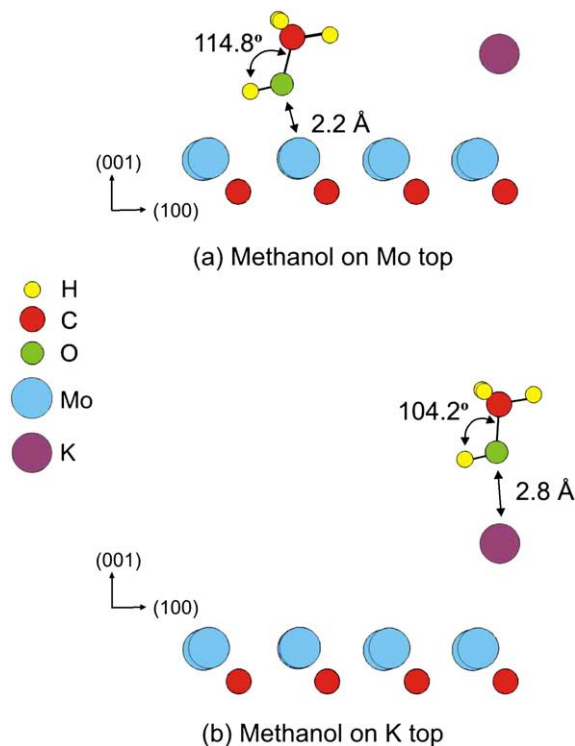 114.8º
2.2 Å
(001)
(100)
(a) Methanol on Mo top
H
C
O
Mo
K
104.2º
2.8 Å
(001)
(100)
(b) Methanol on K top